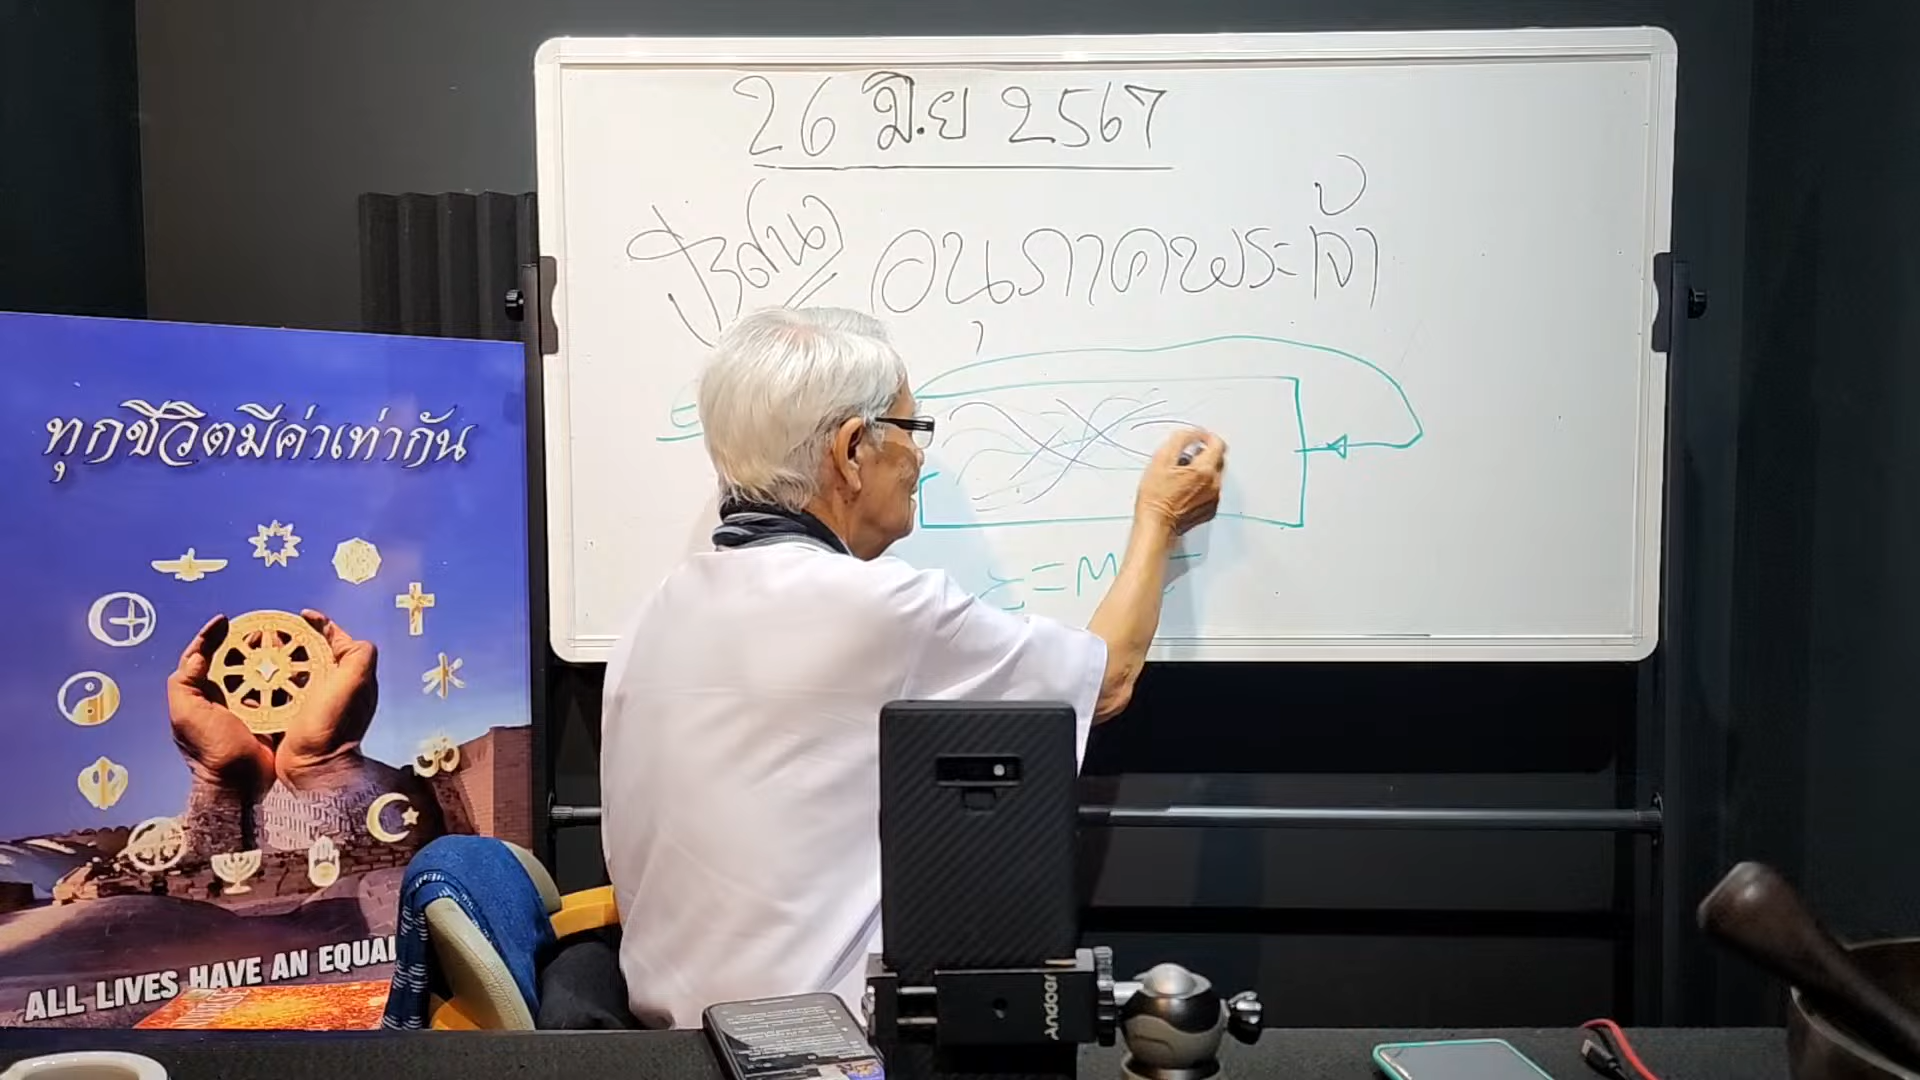 26 มิ.ย 2567
อนุภาคพระเจ้า
ทุกชีวิตมีค่าเท่ากัน
ALL LIVES HAVE AN EQUAL
Andoer